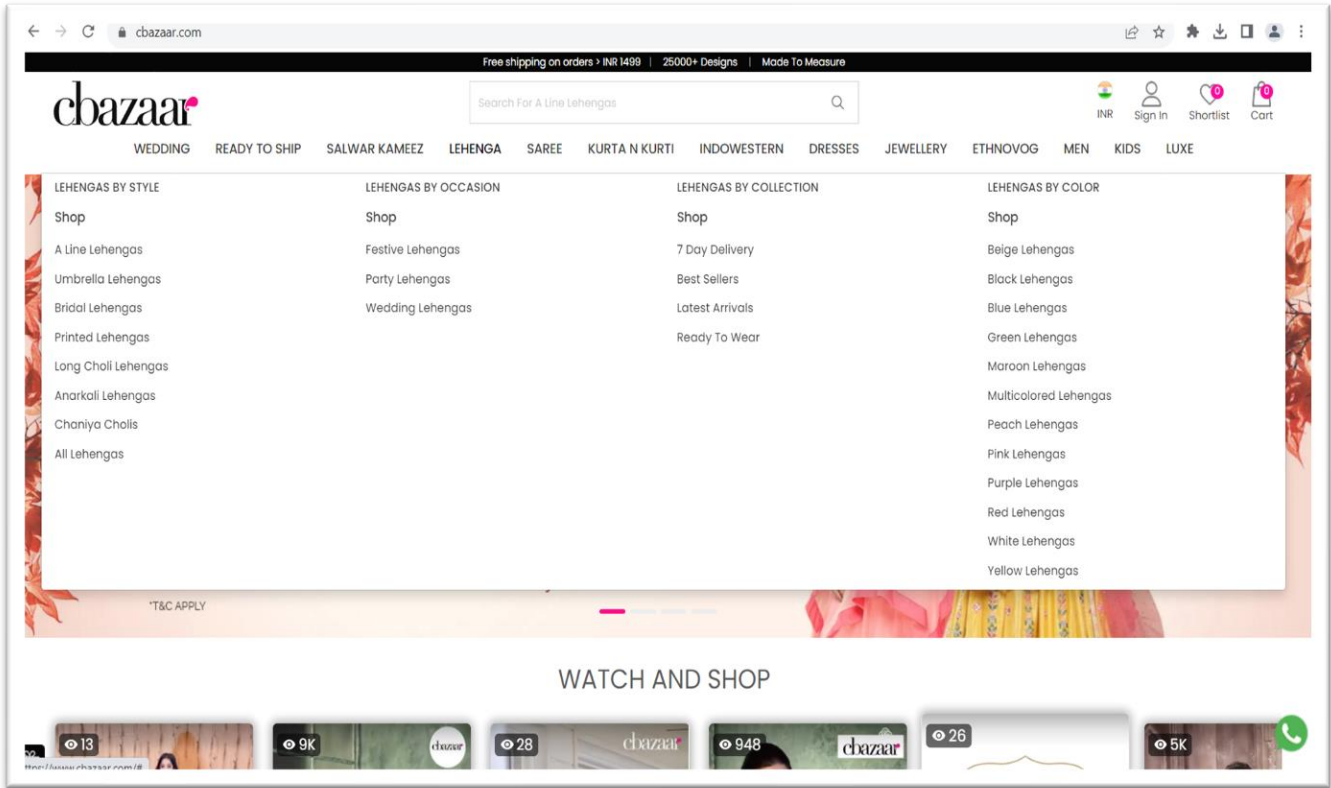 cbazaar.com
Free shipping on orders > INR 1499 | 25000+ Designs | Made To Measure
cbazaar
Search For A Line Lehengas
INR
Sign In
0
Shortlist
0
Cart
WEDDING READY TO SHIP SALWAR KAMEEZ LEHENGA SAREE KURTA N KURTI INDOWESTERN DRESSES JEWELLERY ETHNOVOG MEN KIDS LUXE
LEHENGAS BY STYLE
Shop
A Line Lehengas
Umbrella Lehengas
Bridal Lehengas
Printed Lehengas
Long Choli Lehengas
Anarkali Lehengas
Chaniya Cholis
All Lehengas
LEHENGAS BY OCCASION
Shop
Festive Lehengas
Party Lehengas
Wedding Lehengas
LEHENGAS BY COLLECTION
Shop
7 Day Delivery
Best Sellers
Latest Arrivals
Ready To Wear
LEHENGAS BY COLOR
Shop
Beige Lehengas
Black Lehengas
Blue Lehengas
Green Lehengas
Maroon Lehengas
Multicolored Lehengas
Peach Lehengas
Pink Lehengas
Purple Lehengas
Red Lehengas
White Lehengas
Yellow Lehengas
*T&C APPLY
WATCH AND SHOP
13
9K
cbazaar
28
cbazaar
948
cbazaar
26
5K